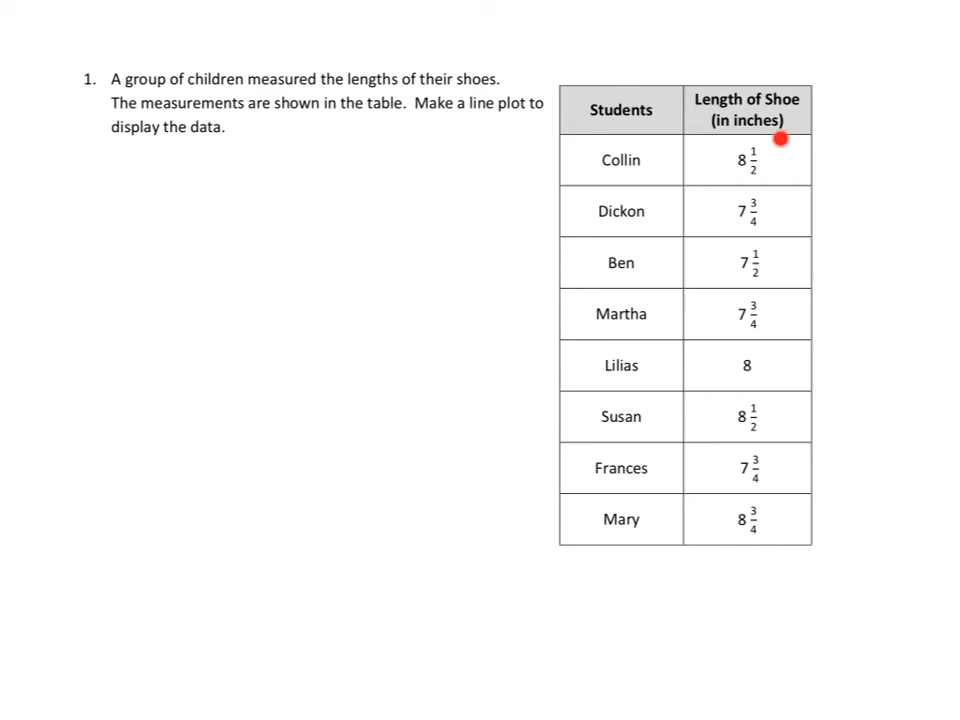 1. A group of children measured the lengths of their shoes.
The measurements are shown in the table. Make a line plot to
display the data.
Students Length of Shoe
(in inches)
Collin 8 1/2
Dickon 7 3/4
Ben 7 1/2
Martha 7 3/4
Lilias 8
Susan 8 1/2
Frances 7 3/4
Mary 8 3/4